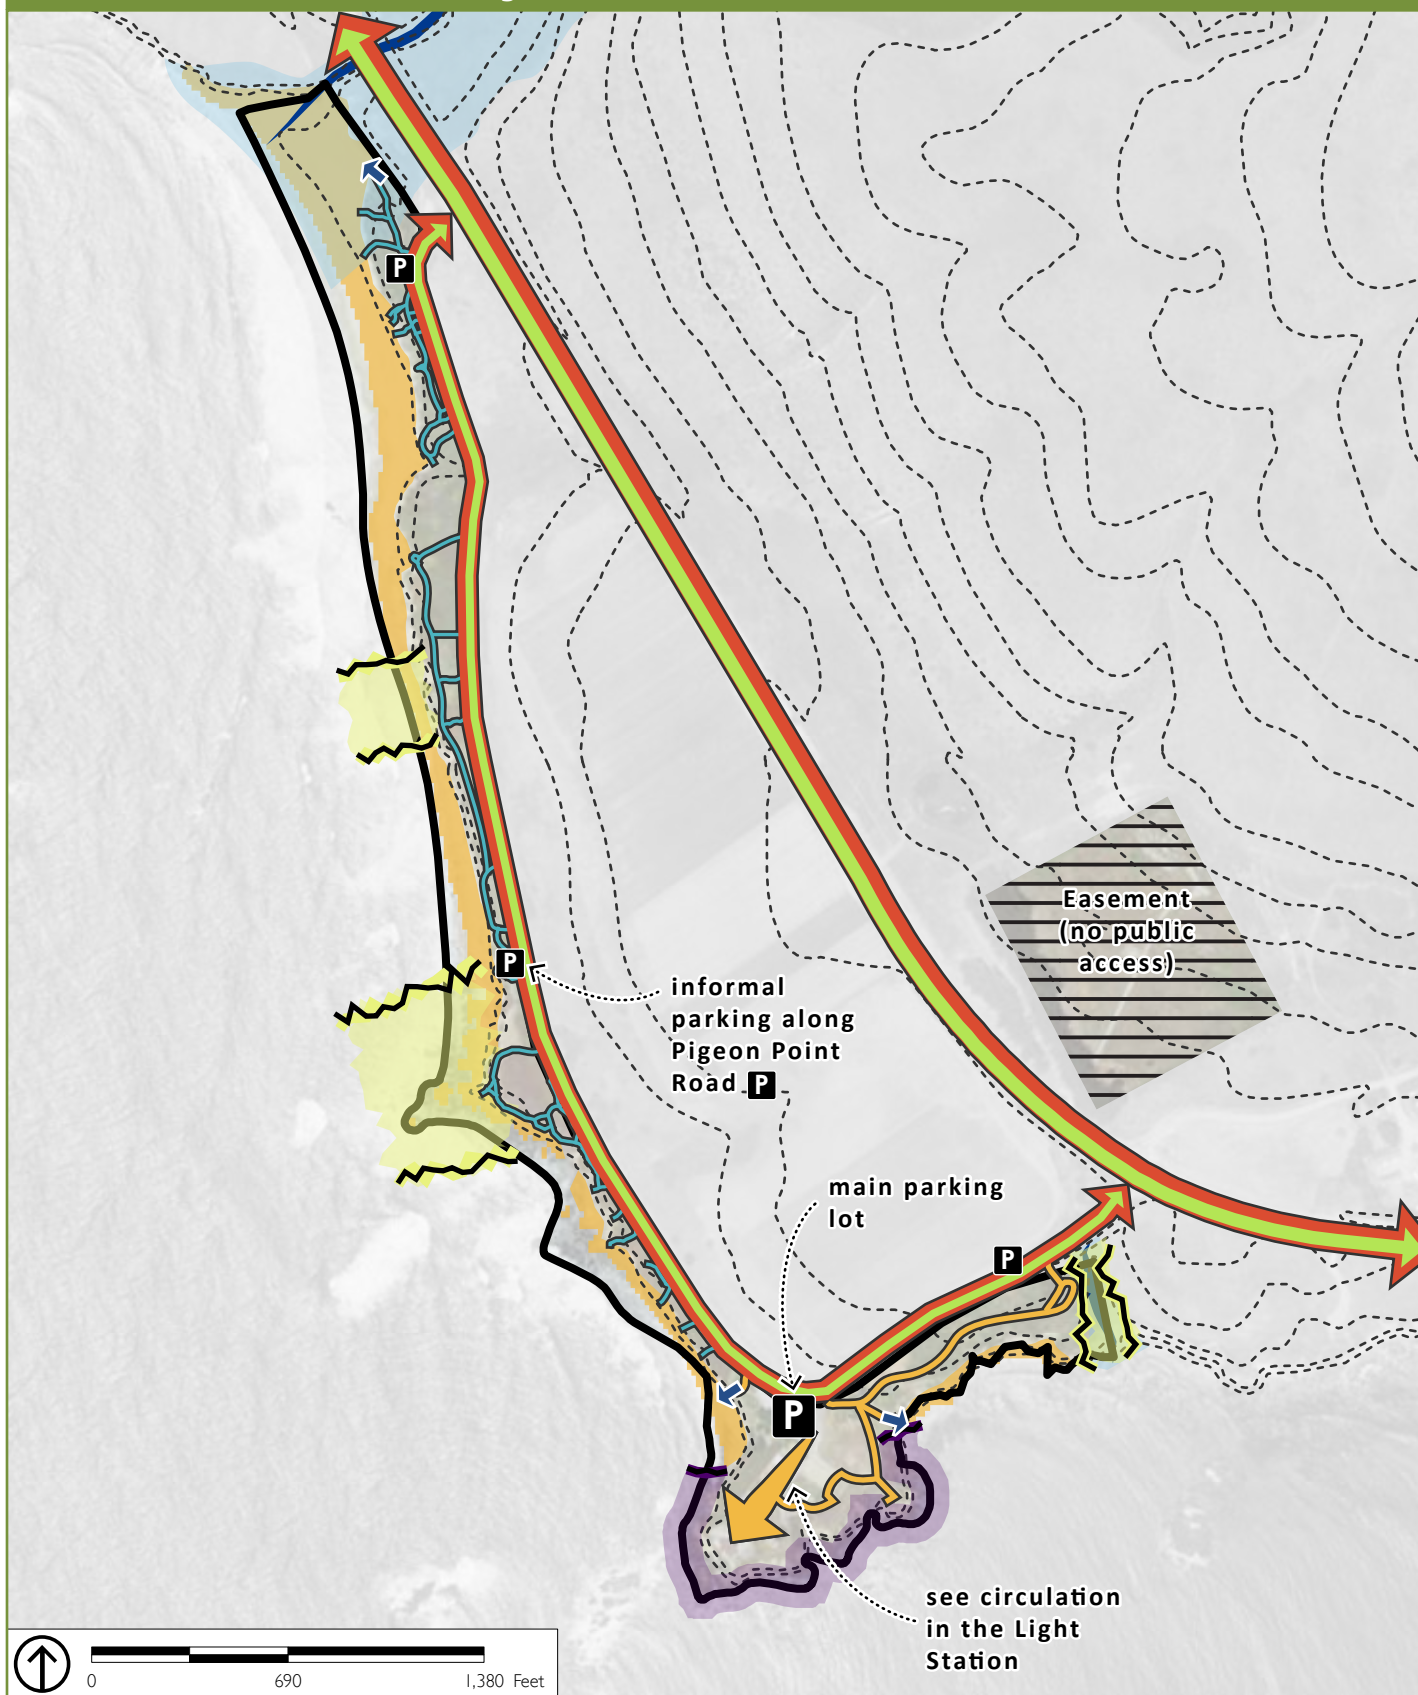 P
Easement
(no public
access)
P
informal
parking along
Pigeon Point
Road P
main parking
lot
P
P
see circulation
in the Light
Station
0 690 1,380 Feet